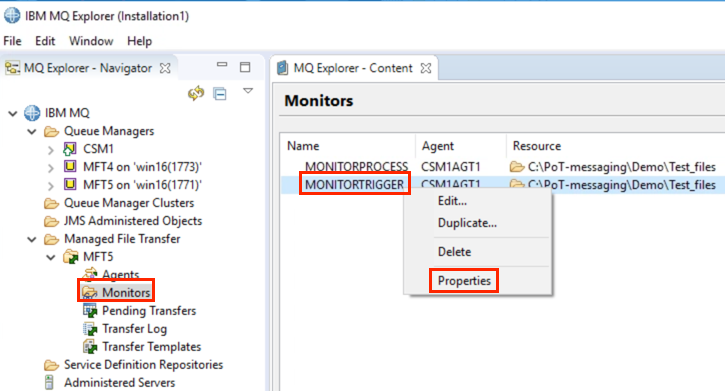 IBM MQ Explorer (Installation1)
File Edit Window Help
MQ Explorer - Navigator
IBM MQ
Queue Managers
CSM1
MFT4 on 'win16(1773)'
MFT5 on 'win16(1771)'
Queue Manager Clusters
JMS Administered Objects
Managed File Transfer
MFT5
Agents
Monitors
Pending Transfers
Transfer Log
Transfer Templates
Service Definition Repositories
Administered Servers
MQ Explorer - Content
Monitors
Name Agent Resource
MONITORPROCESS CSM1AGT1 C:\PoT-messaging\Demo\Test_files
MONITORTRIGGER CSM1AGT1 C:\PoT-messaging\Demo\Test_files
Edit...
Duplicate...
Delete
Properties